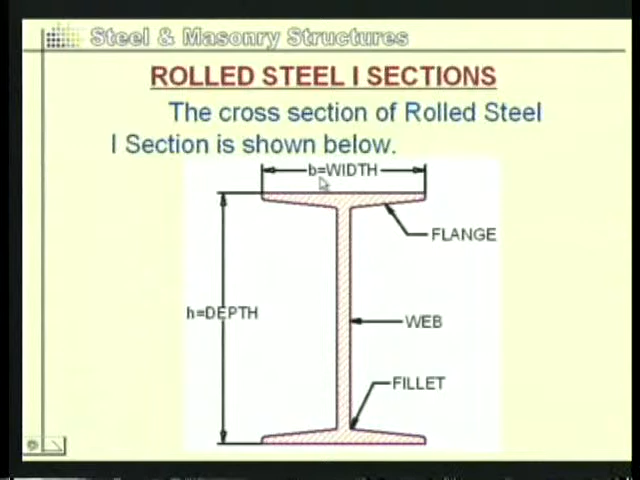 Steel & Masonry Structures
ROLLED STEEL I SECTIONS
The cross section of Rolled Steel
I Section is shown below.
b=WIDTH
FLANGE
h=DEPTH
WEB
FILLET